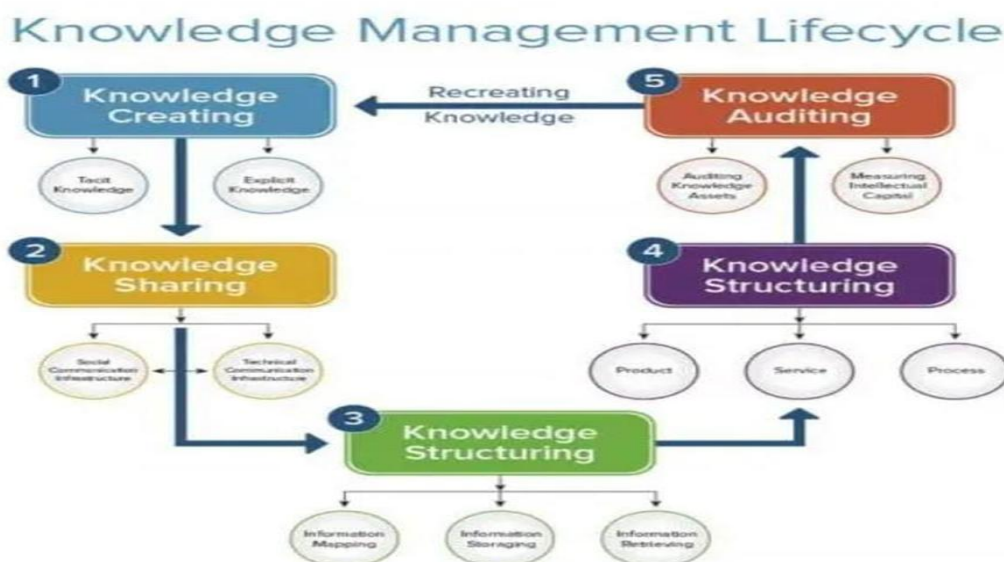 Knowledge Management Lifecycle
1
Knowledge
Creating
Tacit
Knowledge
Explicit
Knowledge
Recreating
Knowledge
5
Knowledge
Auditing
Auditing
Knowledge
Assets
Measuring
Intellectual
Capital
2
Knowledge
Sharing
Social
Communication
Infrastructure
Technical
Communication
Infrastructure
4
Knowledge
Structuring
Product
Service
Process
3
Knowledge
Structuring
Information
Mapping
Information
Storaging
Information
Retrieving